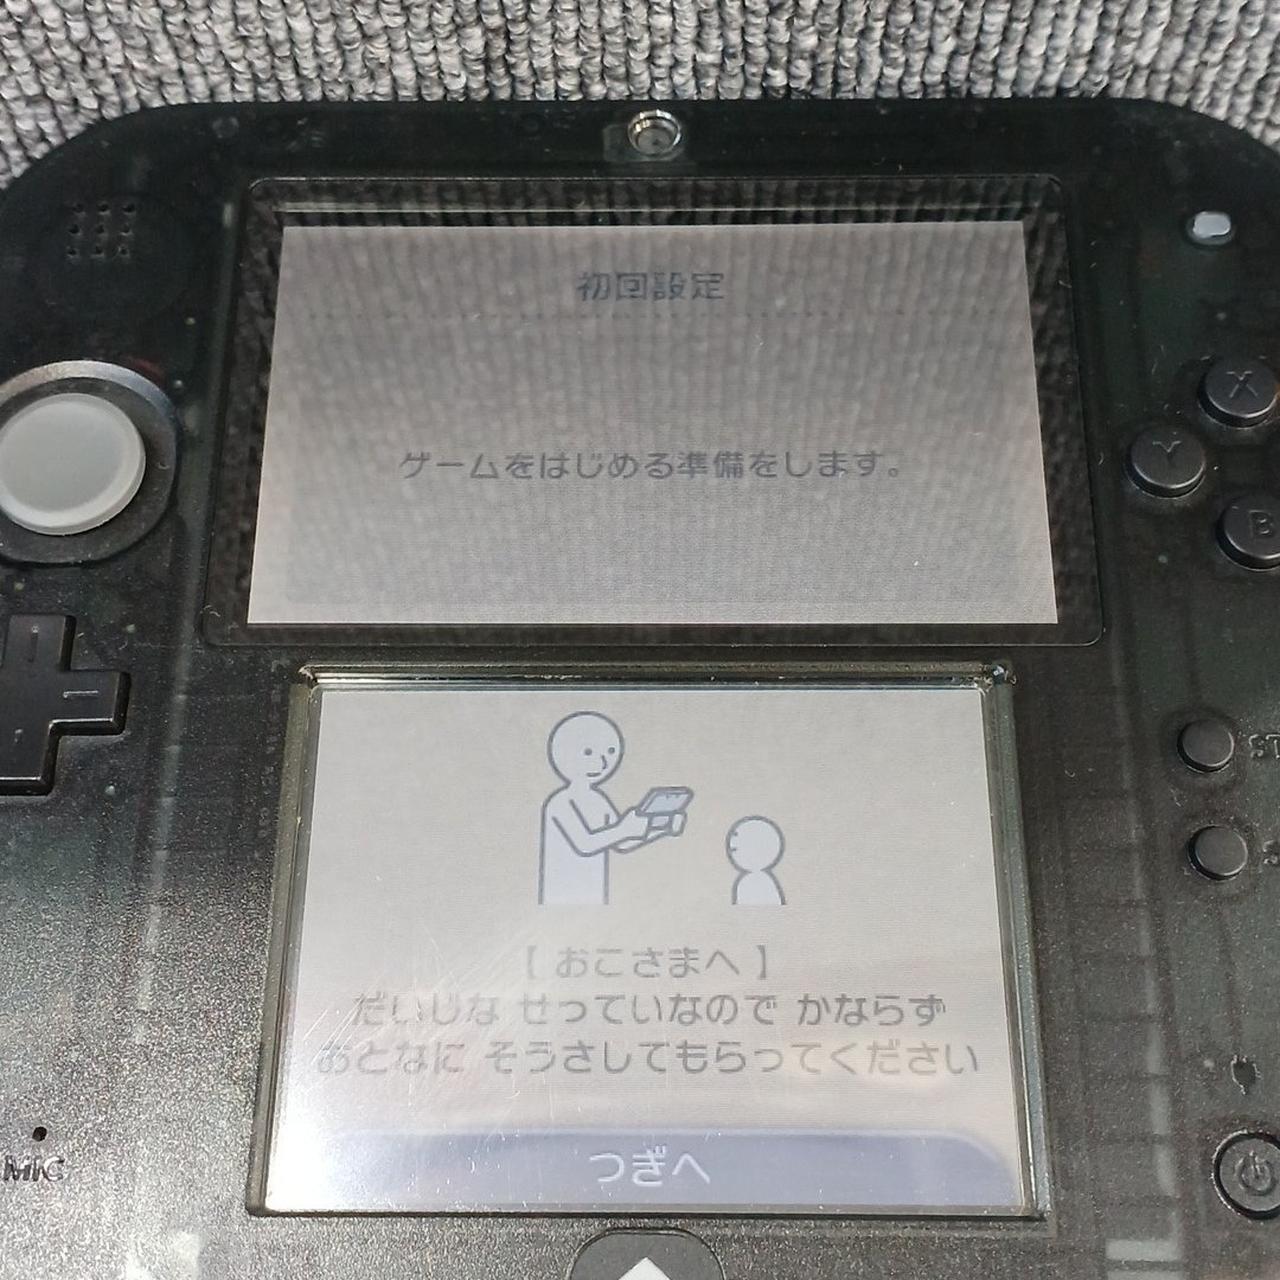 初回設定
ゲームをはじめる準備をします。
X
Y
B
【 おこさまへ 】
だいじな せっていなので かならず
おとなに そうさしてもらってください
つぎへ
MIC